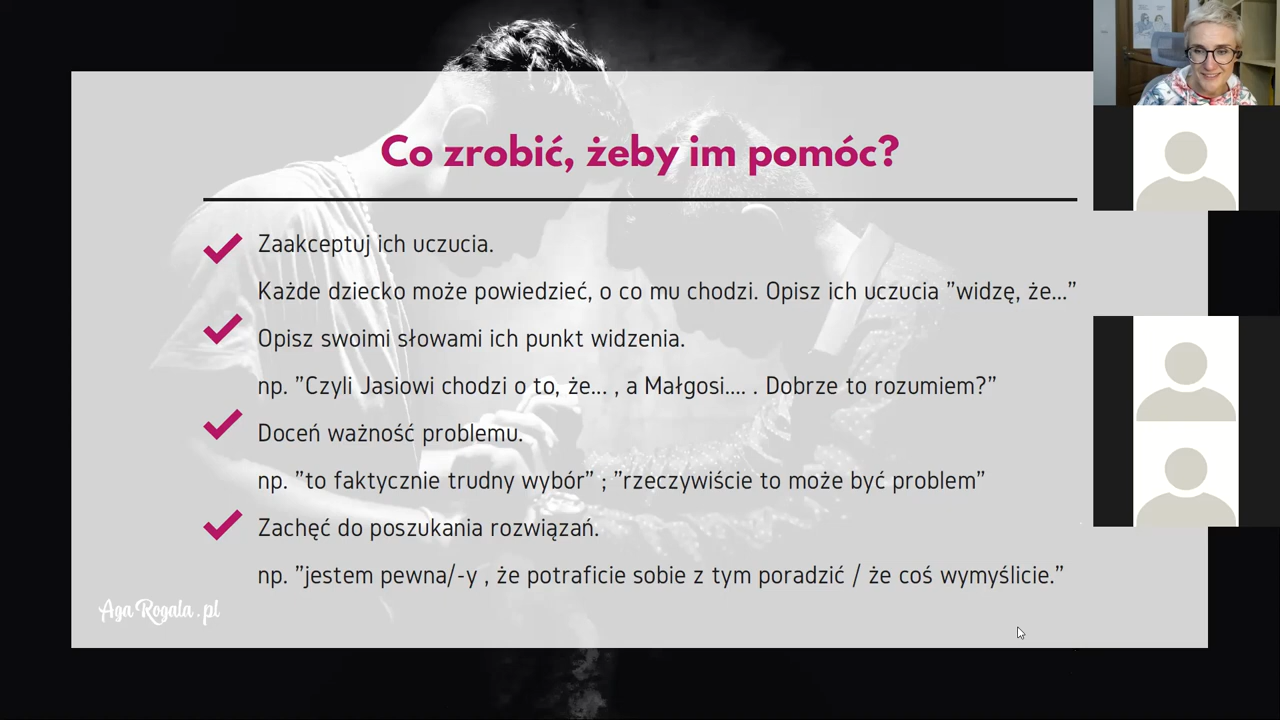 Co zrobić, żeby im pomóc?
Zaakceptuj ich uczucia.
Każde dziecko może powiedzieć, o co mu chodzi. Opisz ich uczucia ”widzę, że...”
Opisz swoimi słowami ich punkt widzenia.
np. ”Czyli Jasiowi chodzi o to, że... , a Małgosi.... . Dobrze to rozumiem?”
Doceń ważność problemu.
np. ”to faktycznie trudny wybór” ; ”rzeczywiście to może być problem”
Zachęć do poszukania rozwiązań.
np. ”jestem pewna/-y , że potraficie sobie z tym poradzić / że coś wymyślicie.”
Aga Rogala . pl